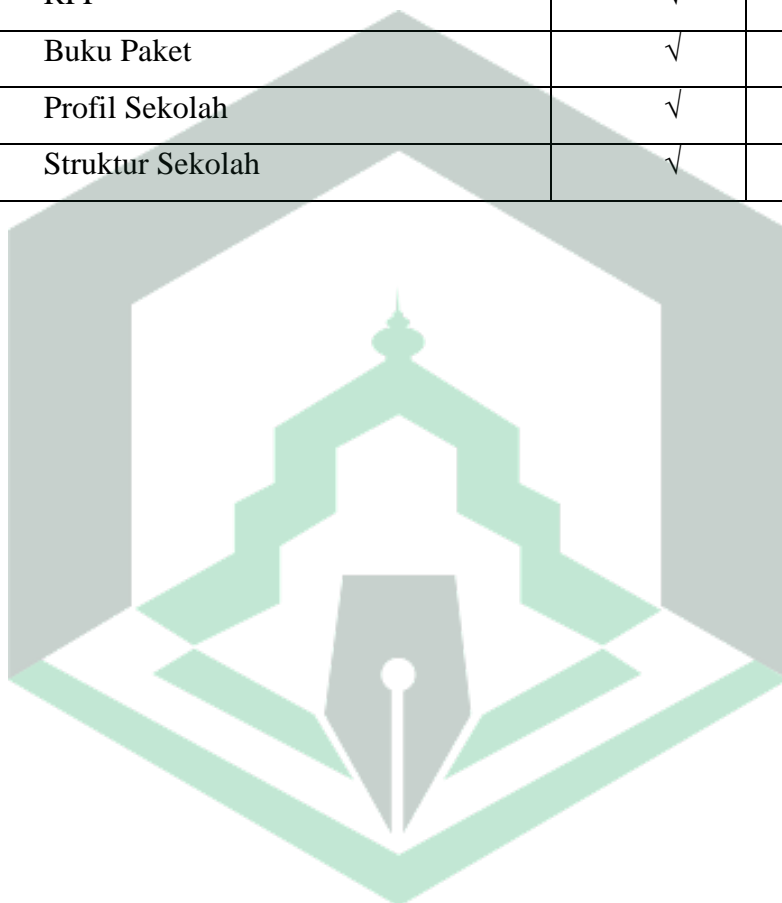 Buku Paket √
Profil Sekolah √
Struktur Sekolah √